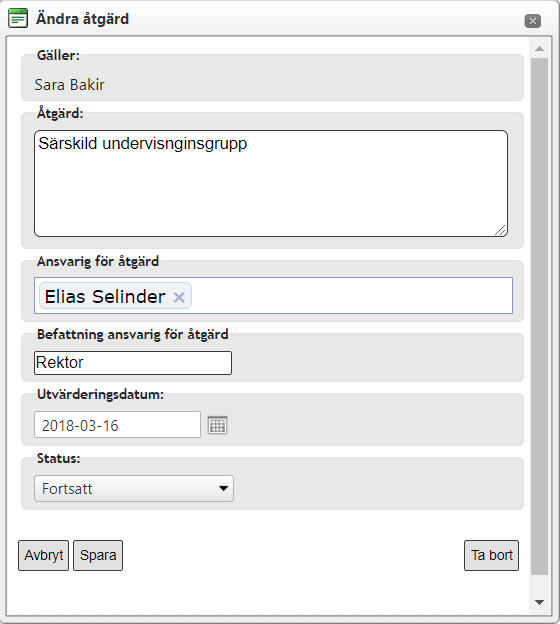 Ändra åtgärd
Gäller:
Sara Bakir
Åtgärd:
Särskild undervisnginsgrupp
Ansvarig för åtgärd
Elias Selinder
Befattning ansvarig för åtgärd
Rektor
Utvärderingsdatum:
2018-03-16
Status:
Fortsatt
Avbryt Spara Ta bort